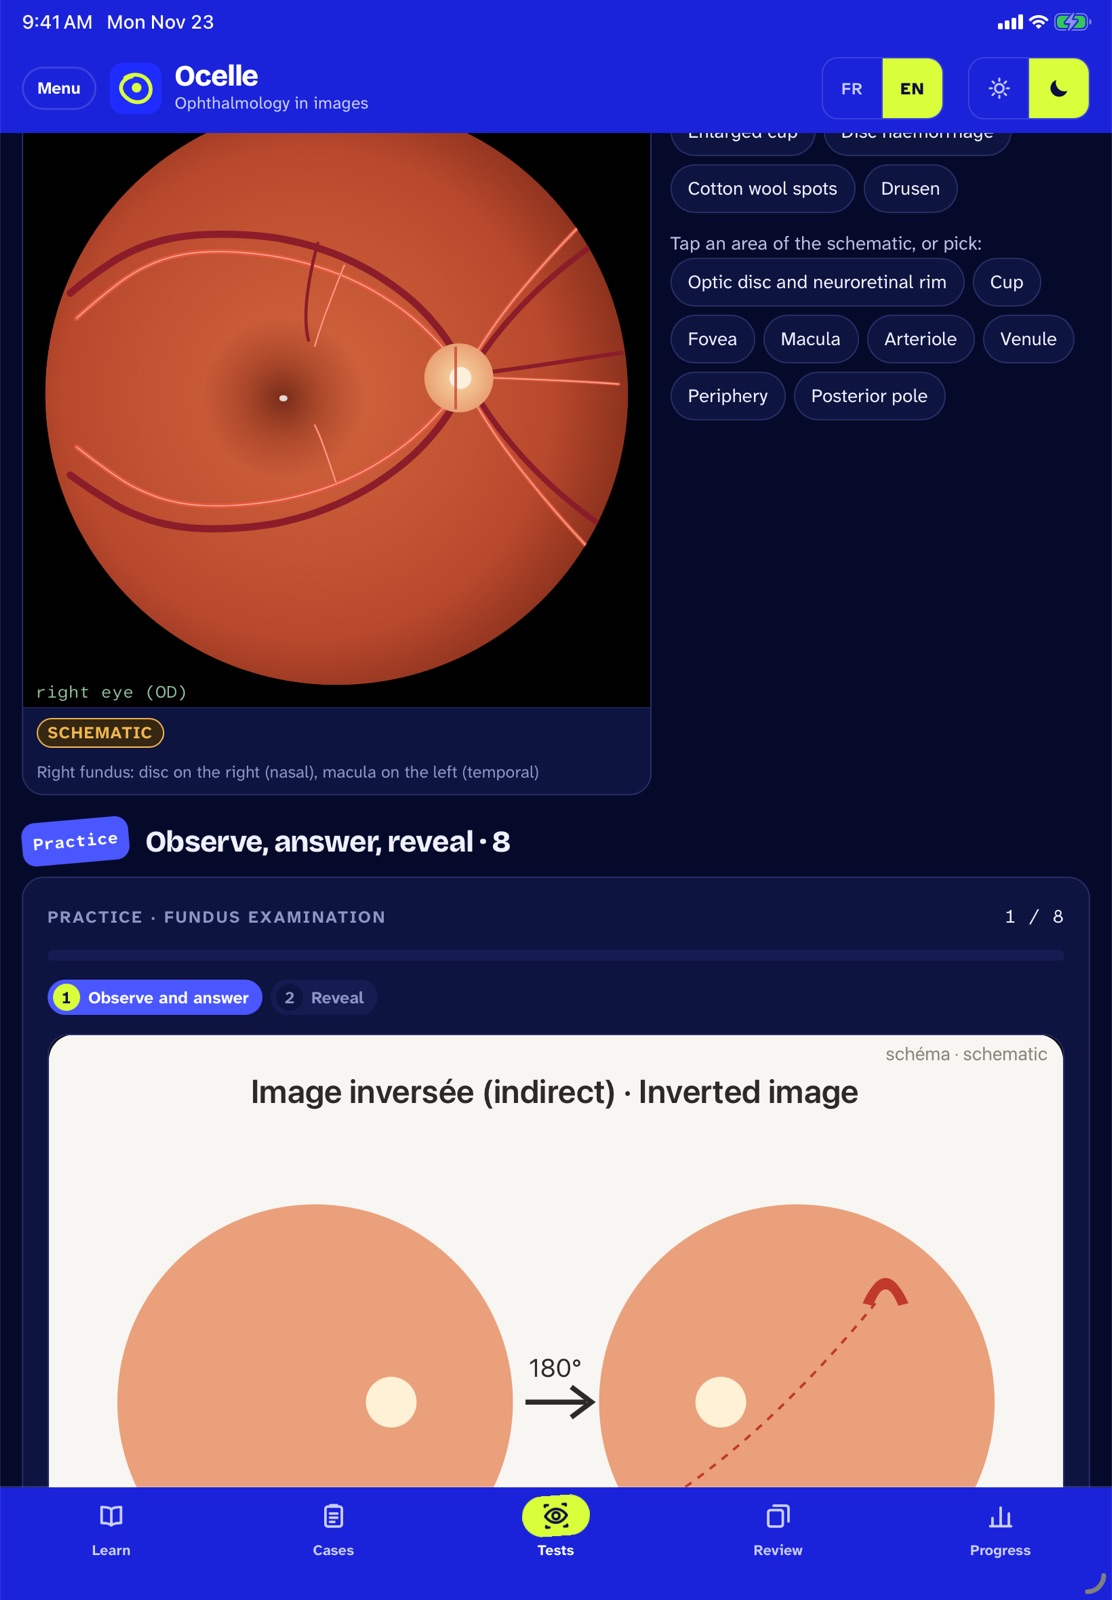 9:41 AM Mon Nov 23
Menu
Ocelle
Ophthalmology in images
FR
EN
Enlarged cup
Disc haemorrhage
Cotton wool spots
Drusen
Tap an area of the schematic, or pick:
Optic disc and neuroretinal rim
Cup
Fovea
Macula
Arteriole
Venule
Periphery
Posterior pole
right eye (OD)
SCHEMATIC
Right fundus: disc on the right (nasal), macula on the left (temporal)
Practice
Observe, answer, reveal · 8
PRACTICE · FUNDUS EXAMINATION
1 / 8
1 Observe and answer
2 Reveal
schéma · schematic
Image inversée (indirect) · Inverted image
180°
Learn
Cases
Tests
Review
Progress